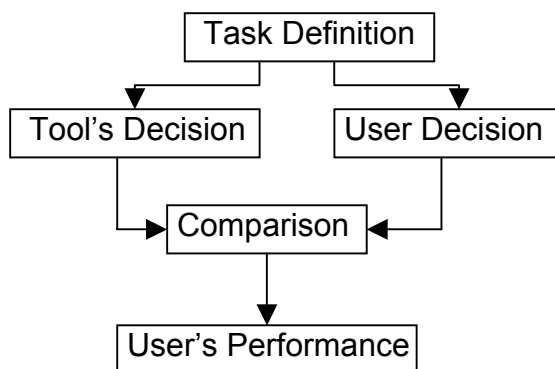 Task Definition
Tool's Decision
User Decision
Comparison
User's Performance